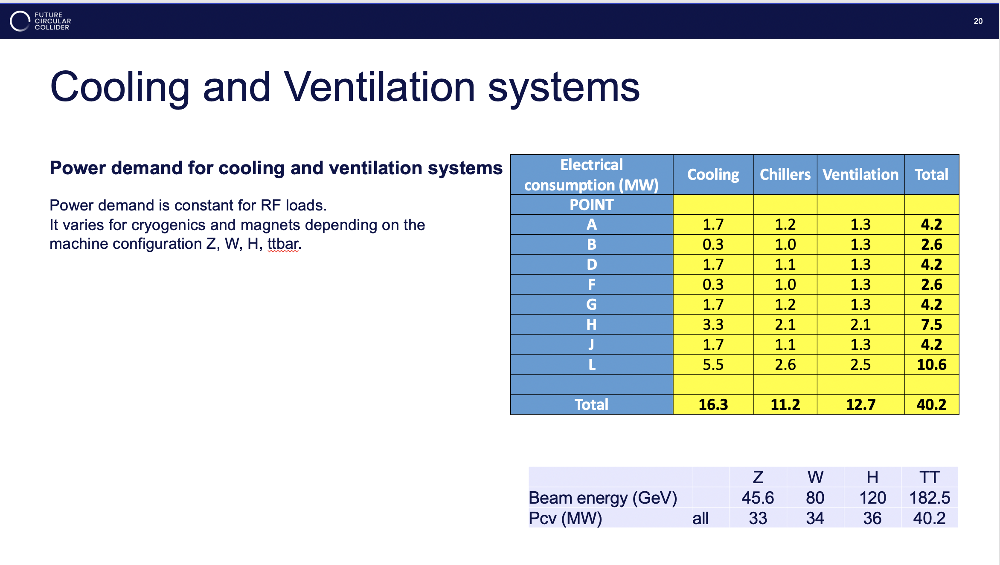 FUTURE
CIRCULAR
COLLIDER
20
Cooling and Ventilation systems
Power demand for cooling and ventilation systems
Power demand is constant for RF loads.
It varies for cryogenics and magnets depending on the
machine configuration Z, W, H, ttbar.
Electrical consumption (MW) Cooling Chillers Ventilation Total
POINT
A 1.7 1.2 1.3 4.2
B 0.3 1.0 1.3 2.6
D 1.7 1.1 1.3 4.2
F 0.3 1.0 1.3 2.6
G 1.7 1.2 1.3 4.2
H 3.3 2.1 2.1 7.5
J 1.7 1.1 1.3 4.2
L 5.5 2.6 2.5 10.6
Total 16.3 11.2 12.7 40.2
Z W H TT
Beam energy (GeV) 45.6 80 120 182.5
Pcv (MW) all 33 34 36 40.2